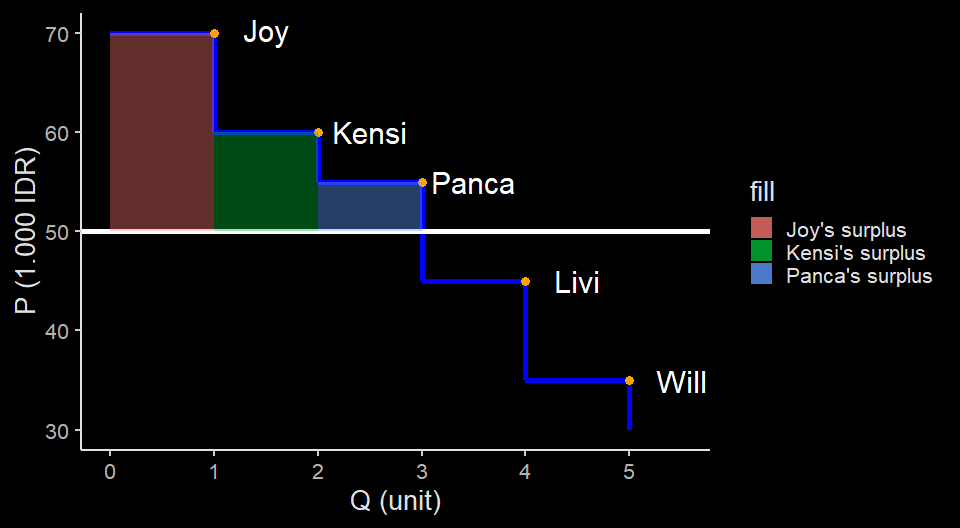 70
60
50
40
30
P (1.000 IDR)
Joy
Kensi
Panca
Livi
Will
0 1 2 3 4 5
Q (unit)
fill
Joy's surplus
Kensi's surplus
Panca's surplus